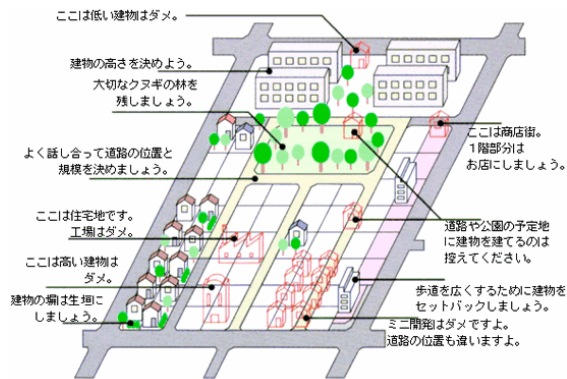 ここは低い建物はダメ。
建物の高さを決めよう。
大切なクヌギの林を
残しましょう。
よく話し合って道路の位置と
規模を決めましょう。
ここは住宅地です。
工場はダメ。
ここは高い建物は
ダメ。
建物の塀は生垣に
しましょう。
ここは商店街。
1階部分は
お店にしましょう。
道路や公園の予定地
に建物を建てるのは
控えてください。
歩道を広くするために建物を
セットバックしましょう。
ミニ開発はダメですよ。
道路の位置も違いますよ。